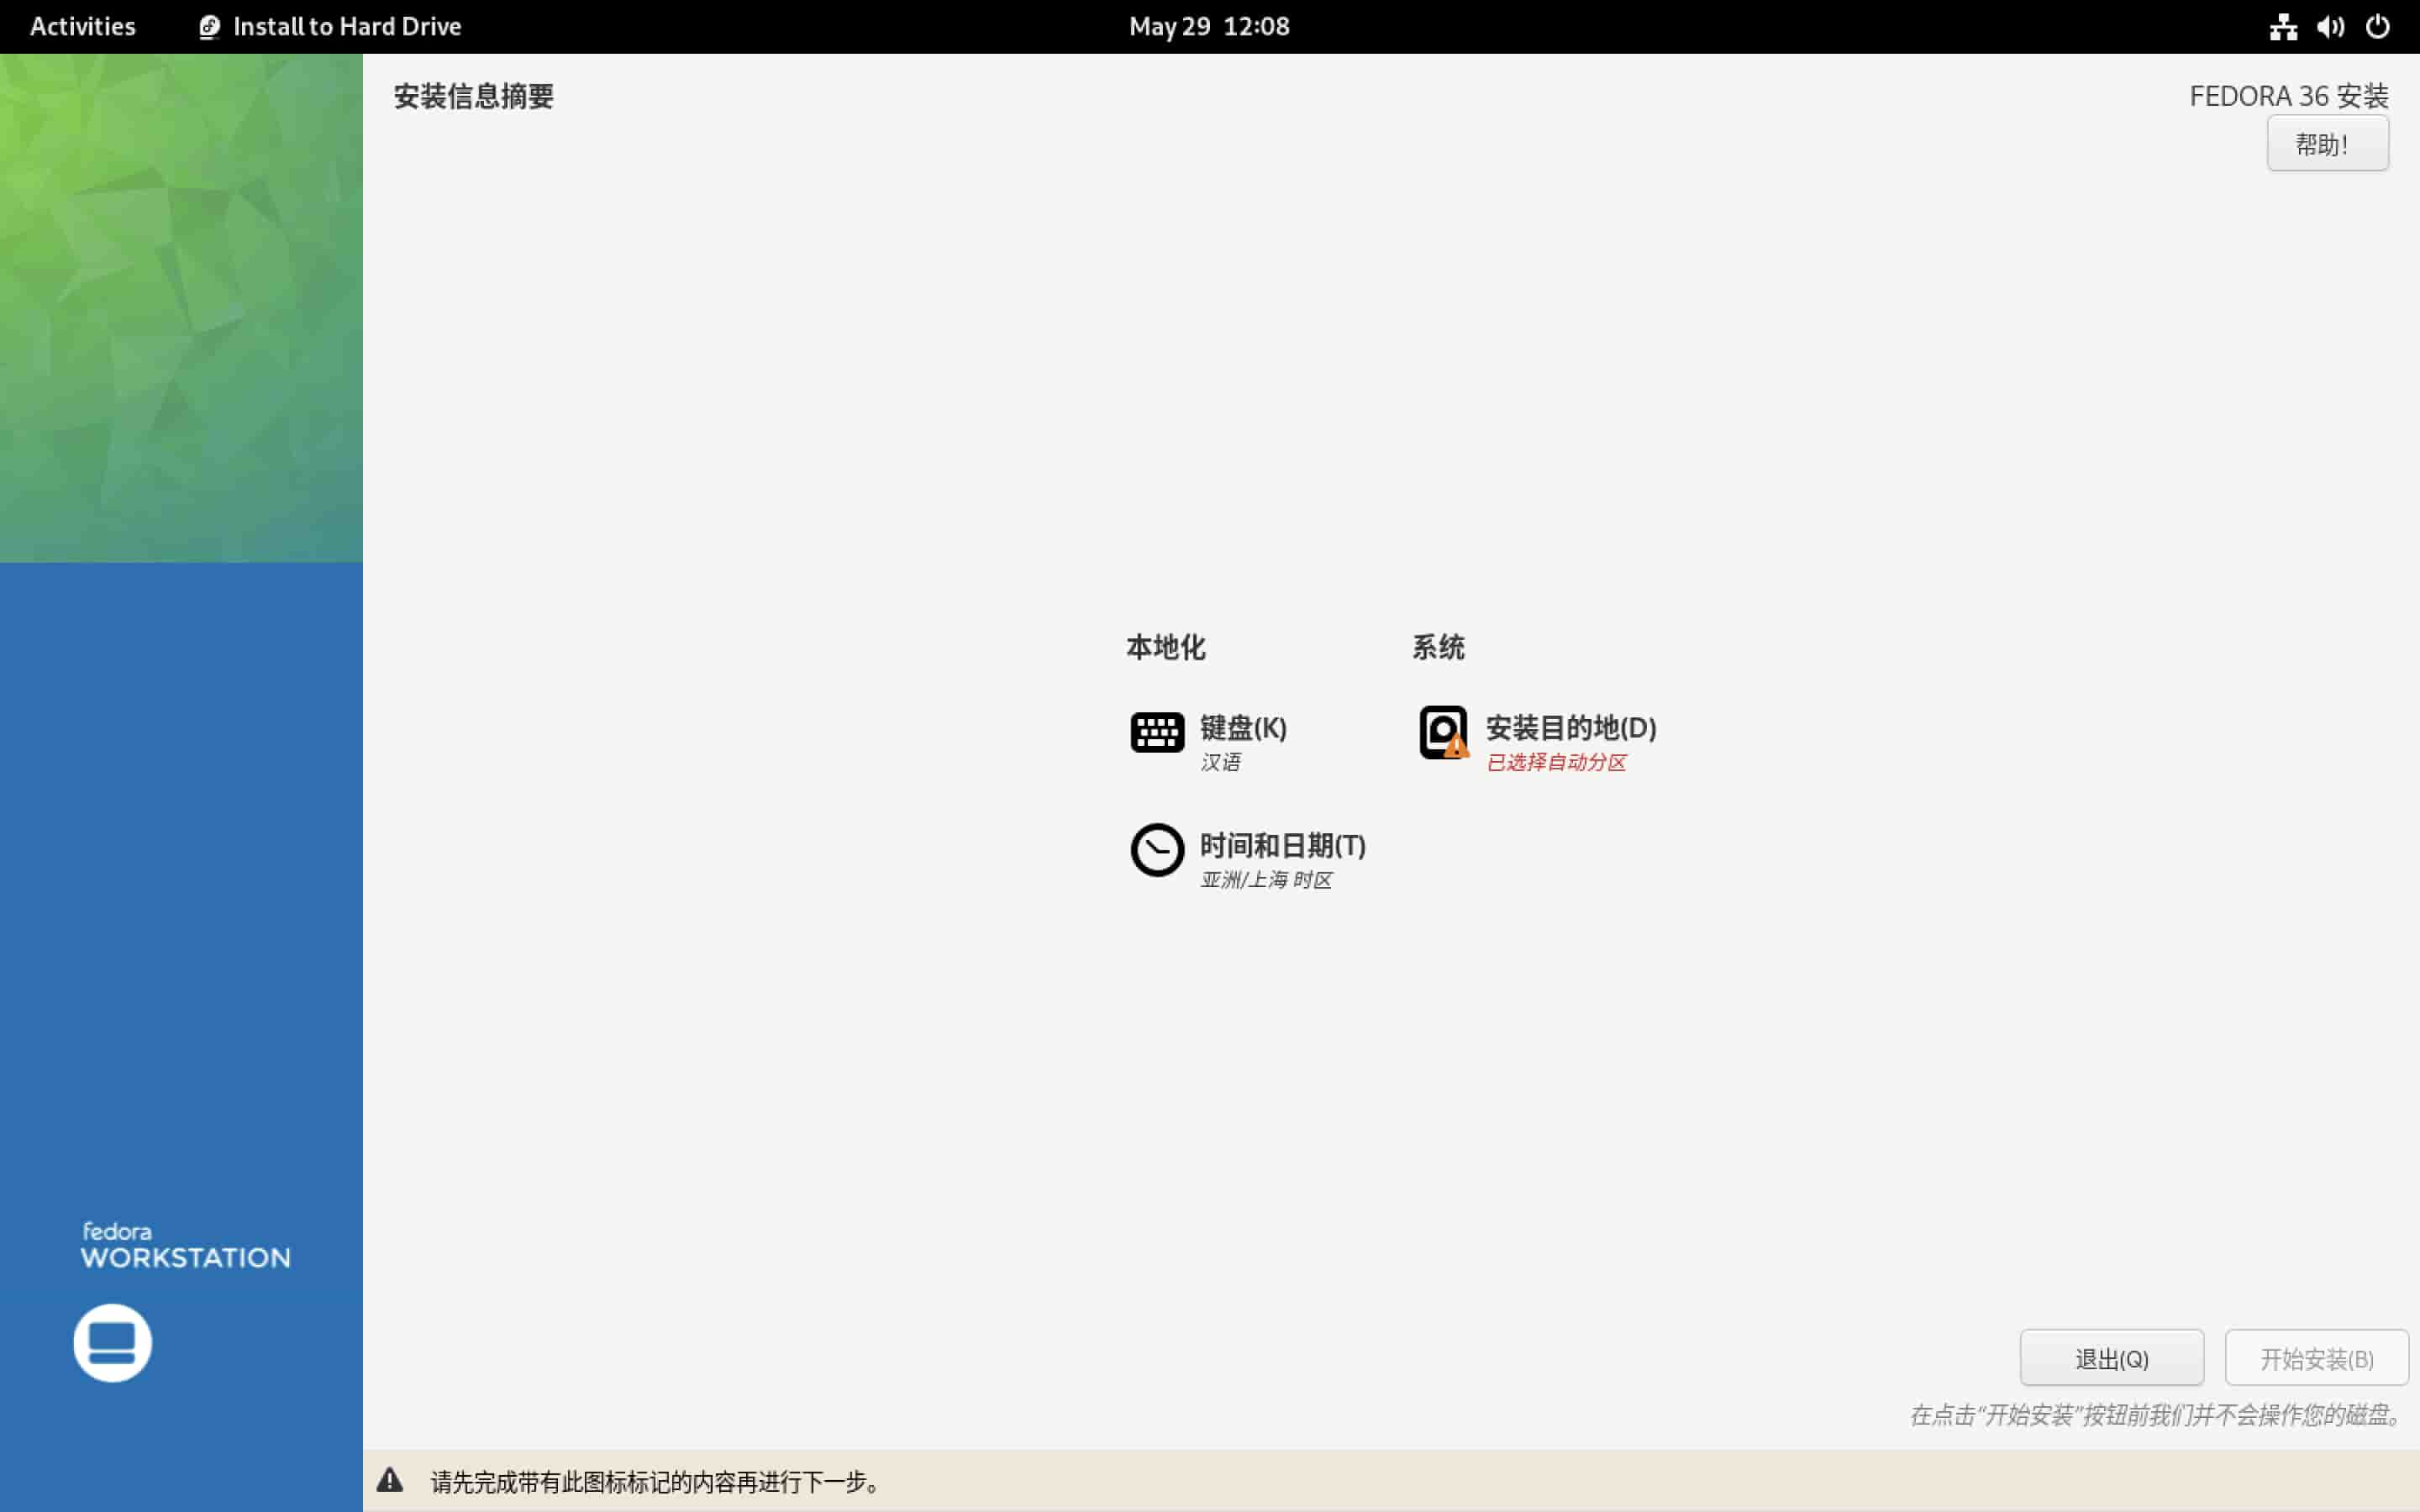 Activities
Install to Hard Drive
May 29 12:08
安装信息摘要
FEDORA 36 安装
帮助！
本地化
系统
键盘(K)
汉语
安装目的地(D)
已选择自动分区
时间和日期(T)
亚洲/上海 时区
fedora
WORKSTATION
退出(Q)
开始安装(B)
在点击“开始安装”按钮前我们并不会操作您的磁盘。
请先完成带有此图标标记的内容再进行下一步。